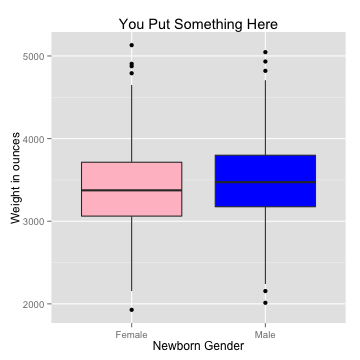 You Put Something Here
Weight in ounces
5000
4000
3000
2000
Female
Male
Newborn Gender